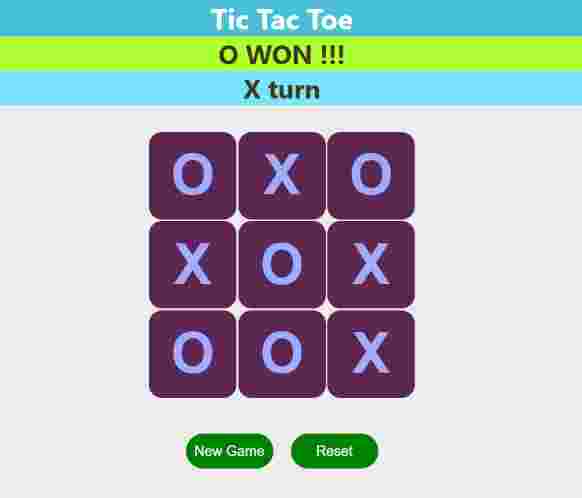 Tic Tac Toe
O WON !!!
X turn
O X O
X O X
O O X
New Game Reset